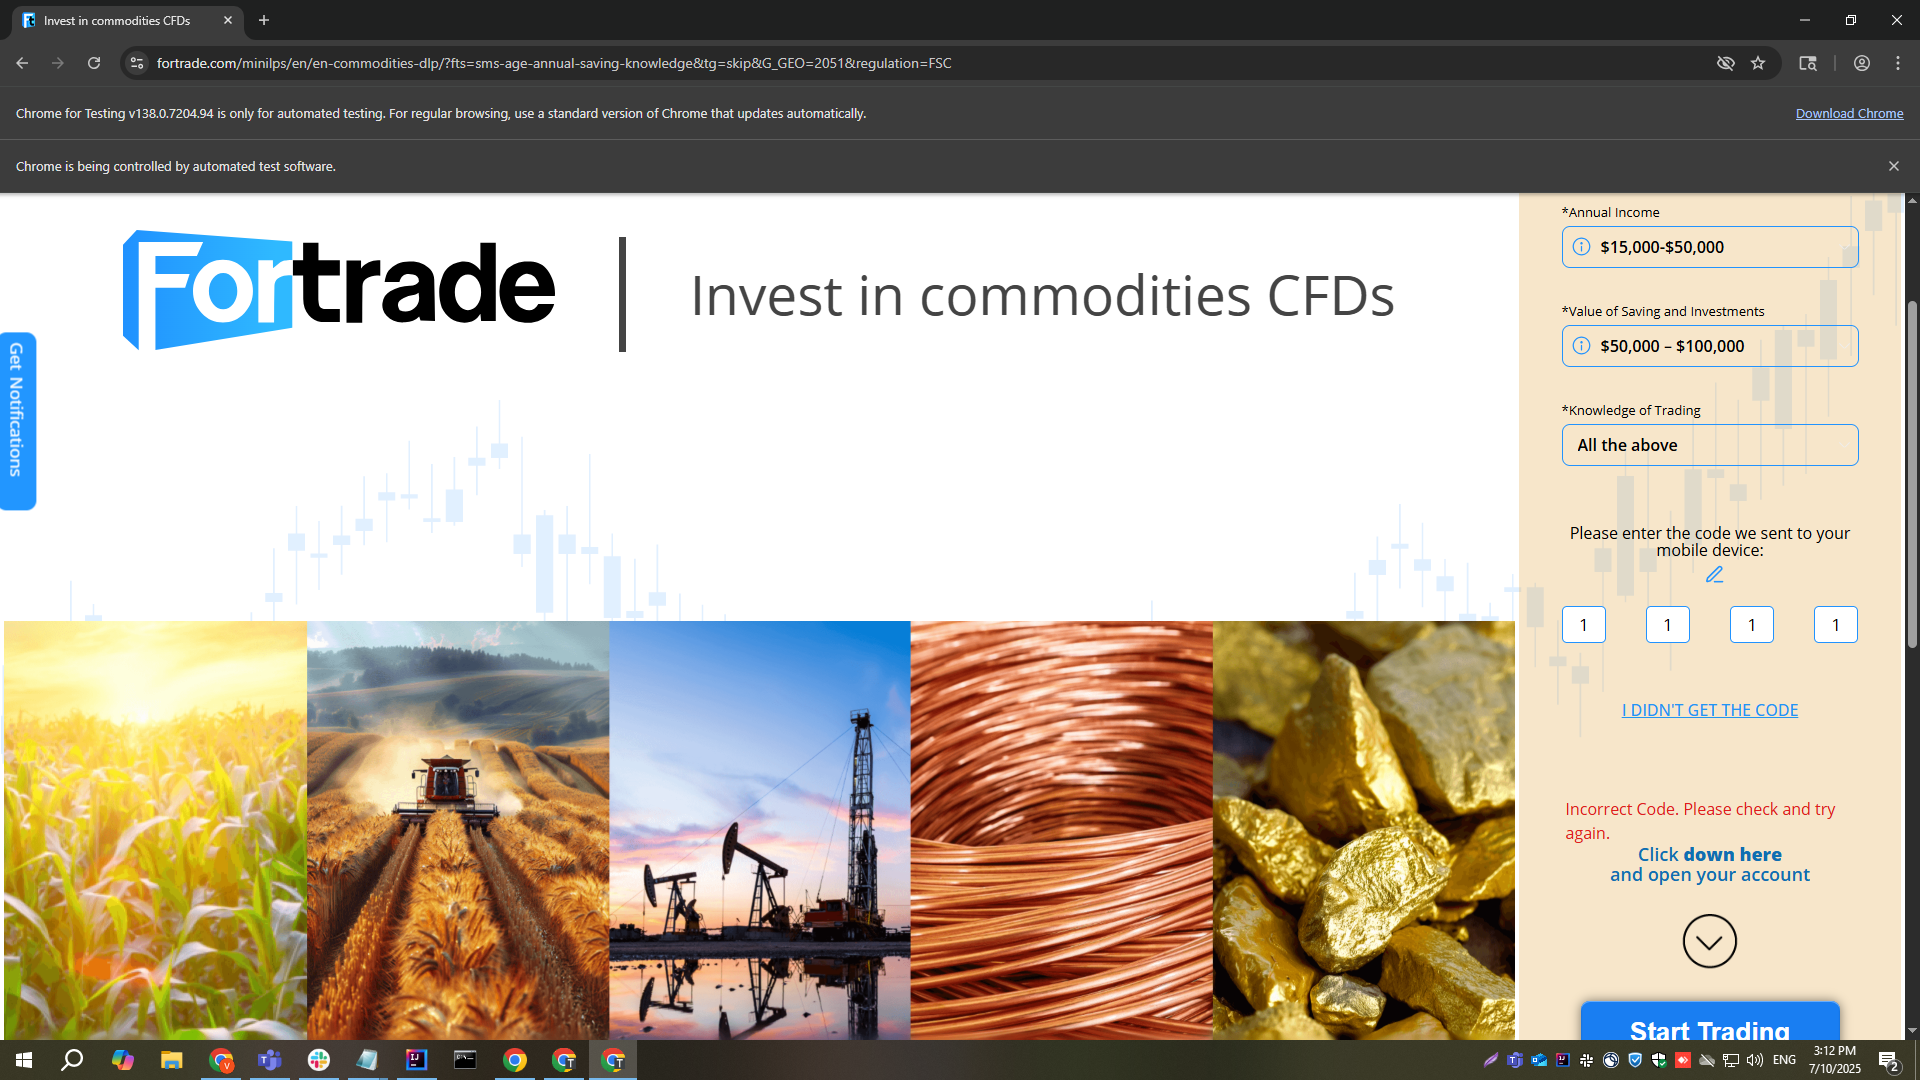 Invest in commodities CFDs
fortrade.com/minilps/en/en-commodities-dlp/?fts=sms-age-annual-saving-knowledge&tg=skip&G_GEO=2051&regulation=FSC
Chrome for Testing v138.0.7204.94 is only for automated testing. For regular browsing, use a standard version of Chrome that updates automatically.
Download Chrome
Chrome is being controlled by automated test software.
Fortrade
Invest in commodities CFDs
Get Notifications
*Annual Income
$15,000-$50,000
*Value of Saving and Investments
$50,000 – $100,000
*Knowledge of Trading
All the above
Please enter the code we sent to your
mobile device:
1 1 1 1
I DIDN'T GET THE CODE
Incorrect Code. Please check and try
again.
Click down here
and open your account
Start Trading
ENG
3:12 PM
7/10/2025
2